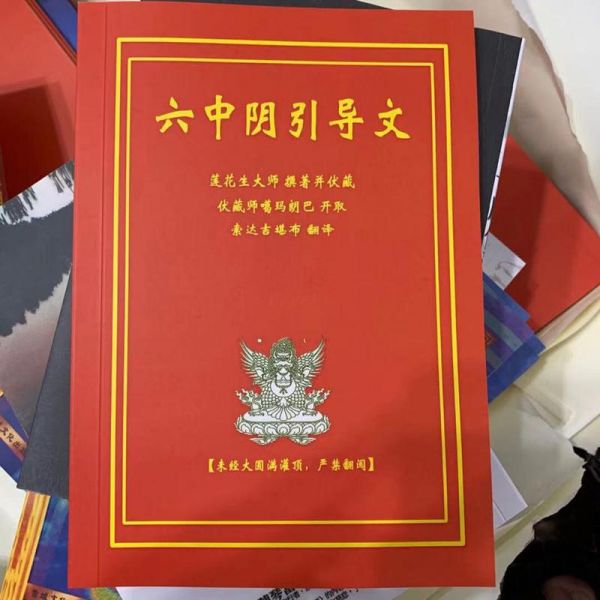 六中阴引导文
莲花生大师 撰著并伏藏
伏藏师噶玛朗巴 开取
索达吉堪布 翻译
【未经大圆满灌顶，严禁翻阅】